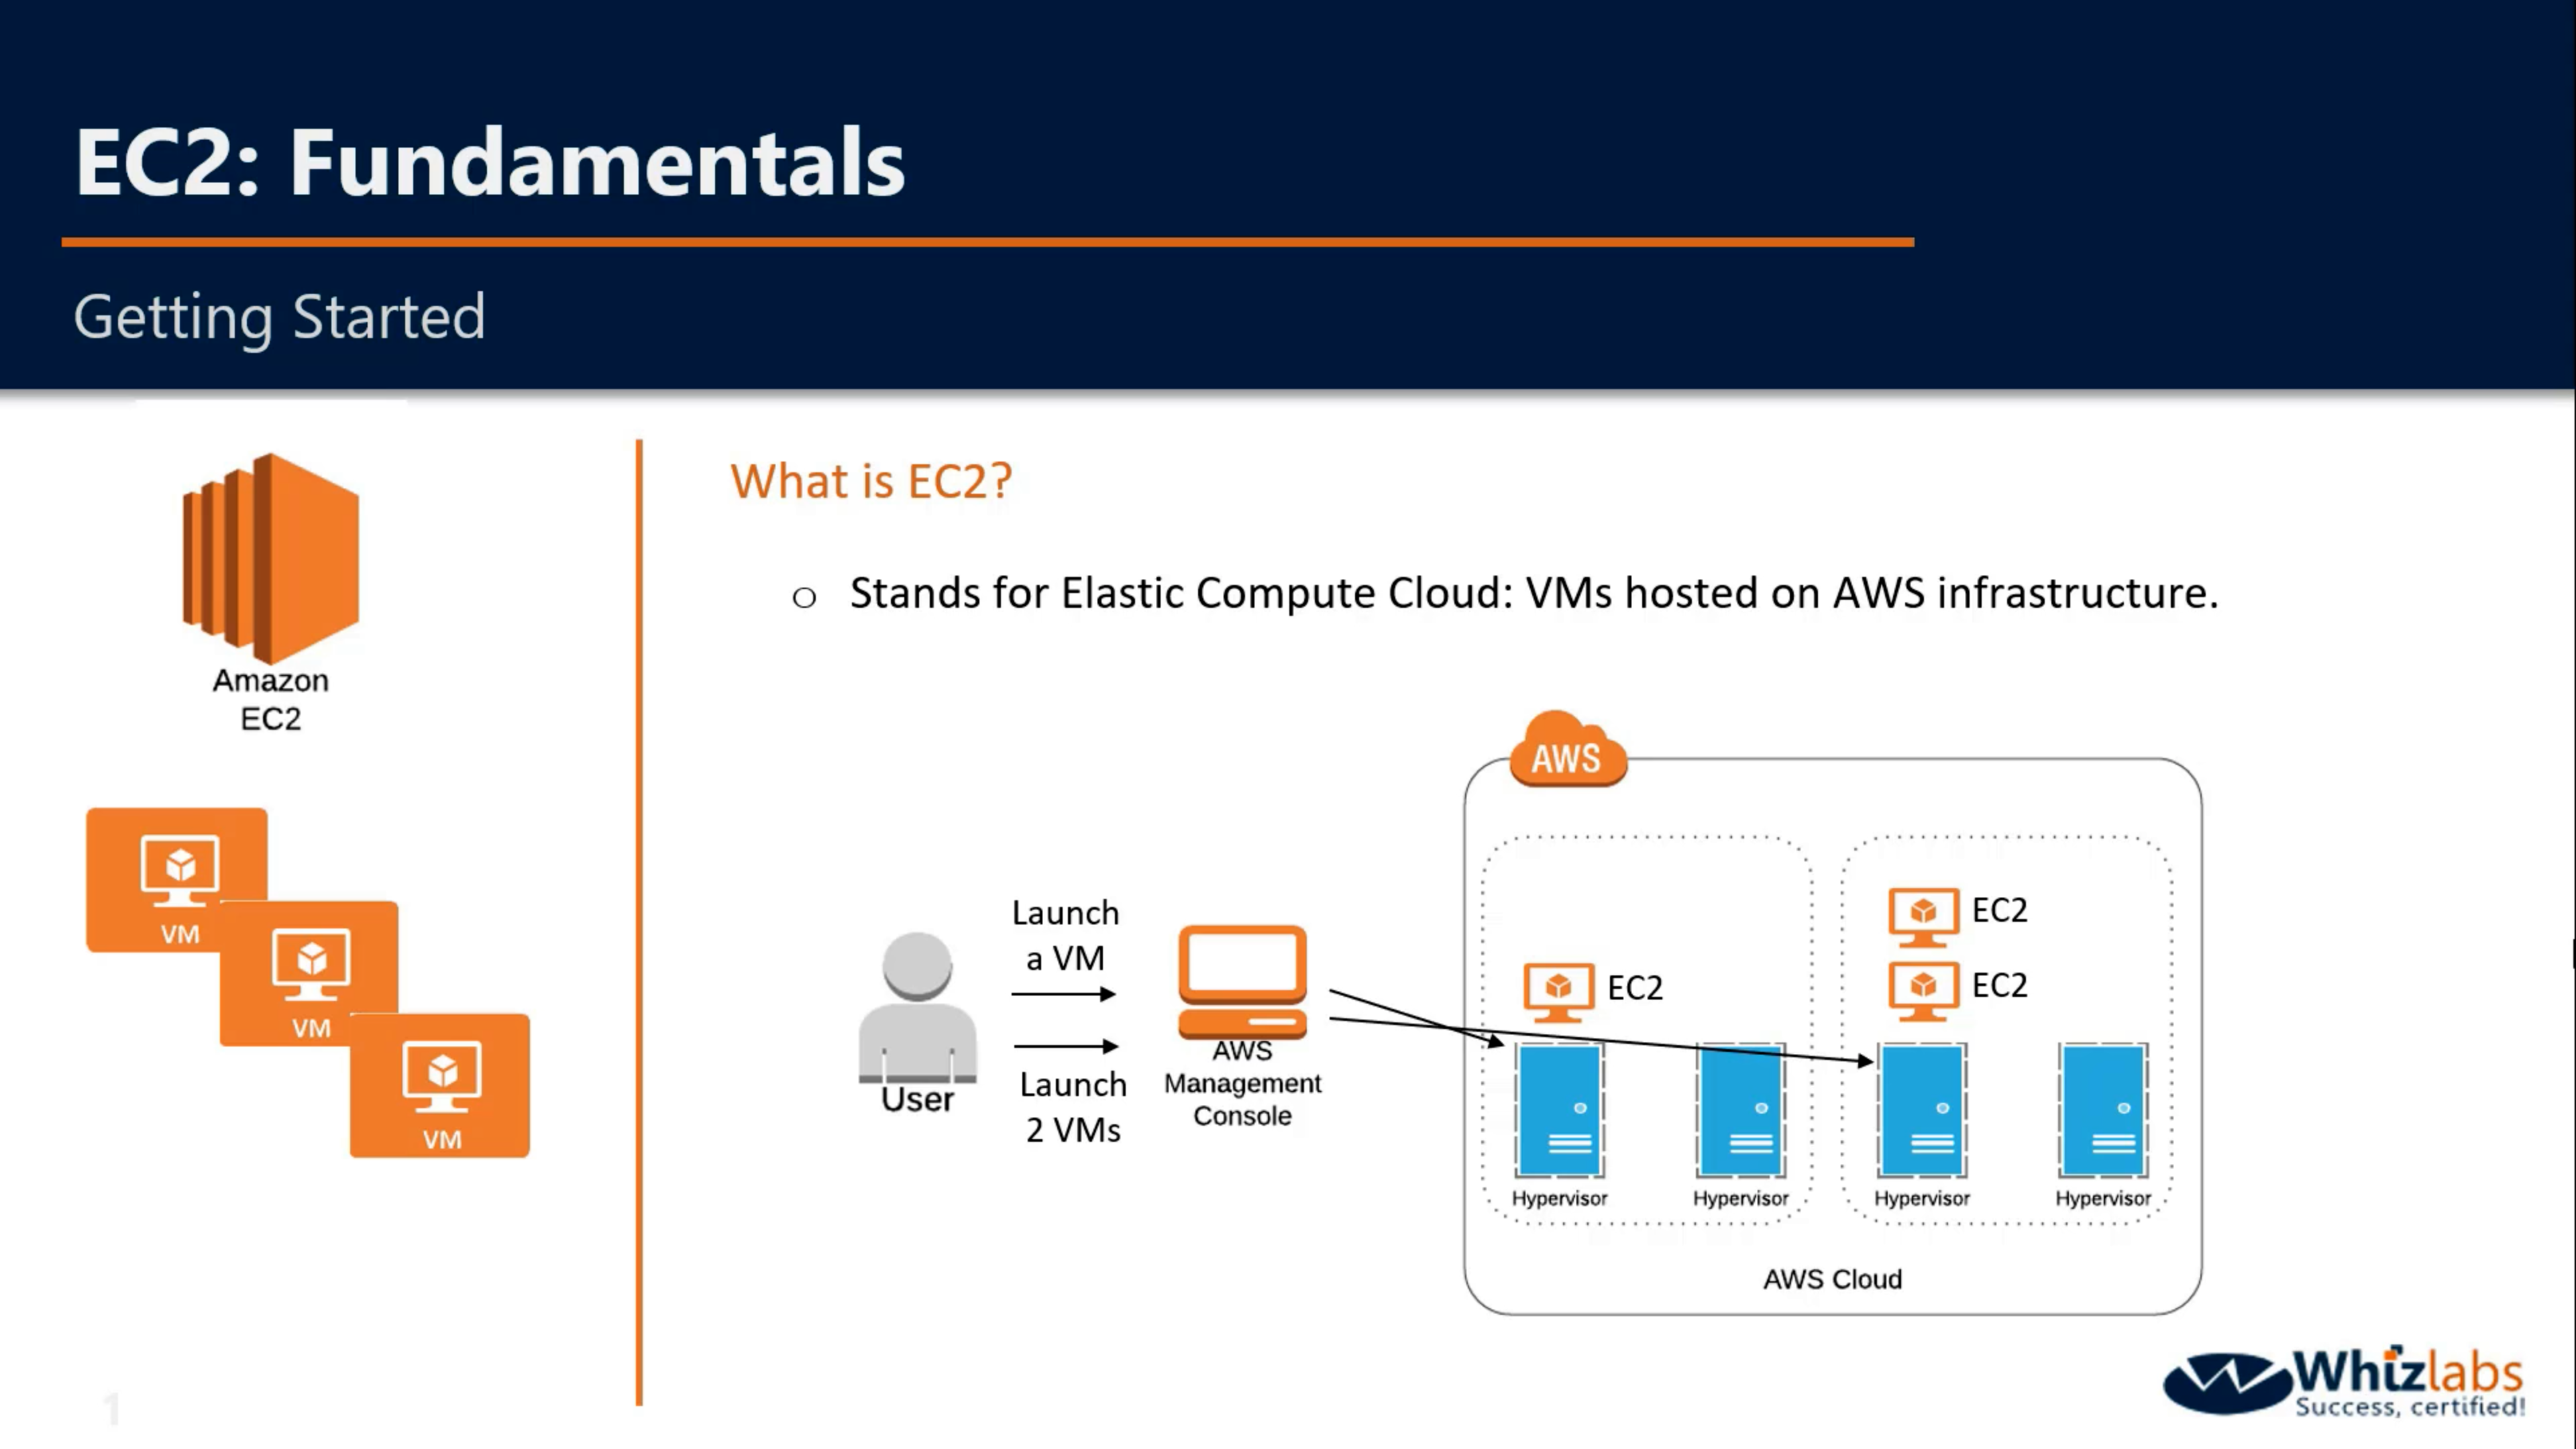 EC2: Fundamentals
Getting Started
Amazon
EC2
VM
VM
VM
What is EC2?
o Stands for Elastic Compute Cloud: VMs hosted on AWS infrastructure.
User
Launch
a VM
Launch
2 VMs
AWS
Management
Console
AWS
EC2
EC2
EC2
Hypervisor
Hypervisor
Hypervisor
Hypervisor
AWS Cloud
1
Whizlabs
Success, certified!